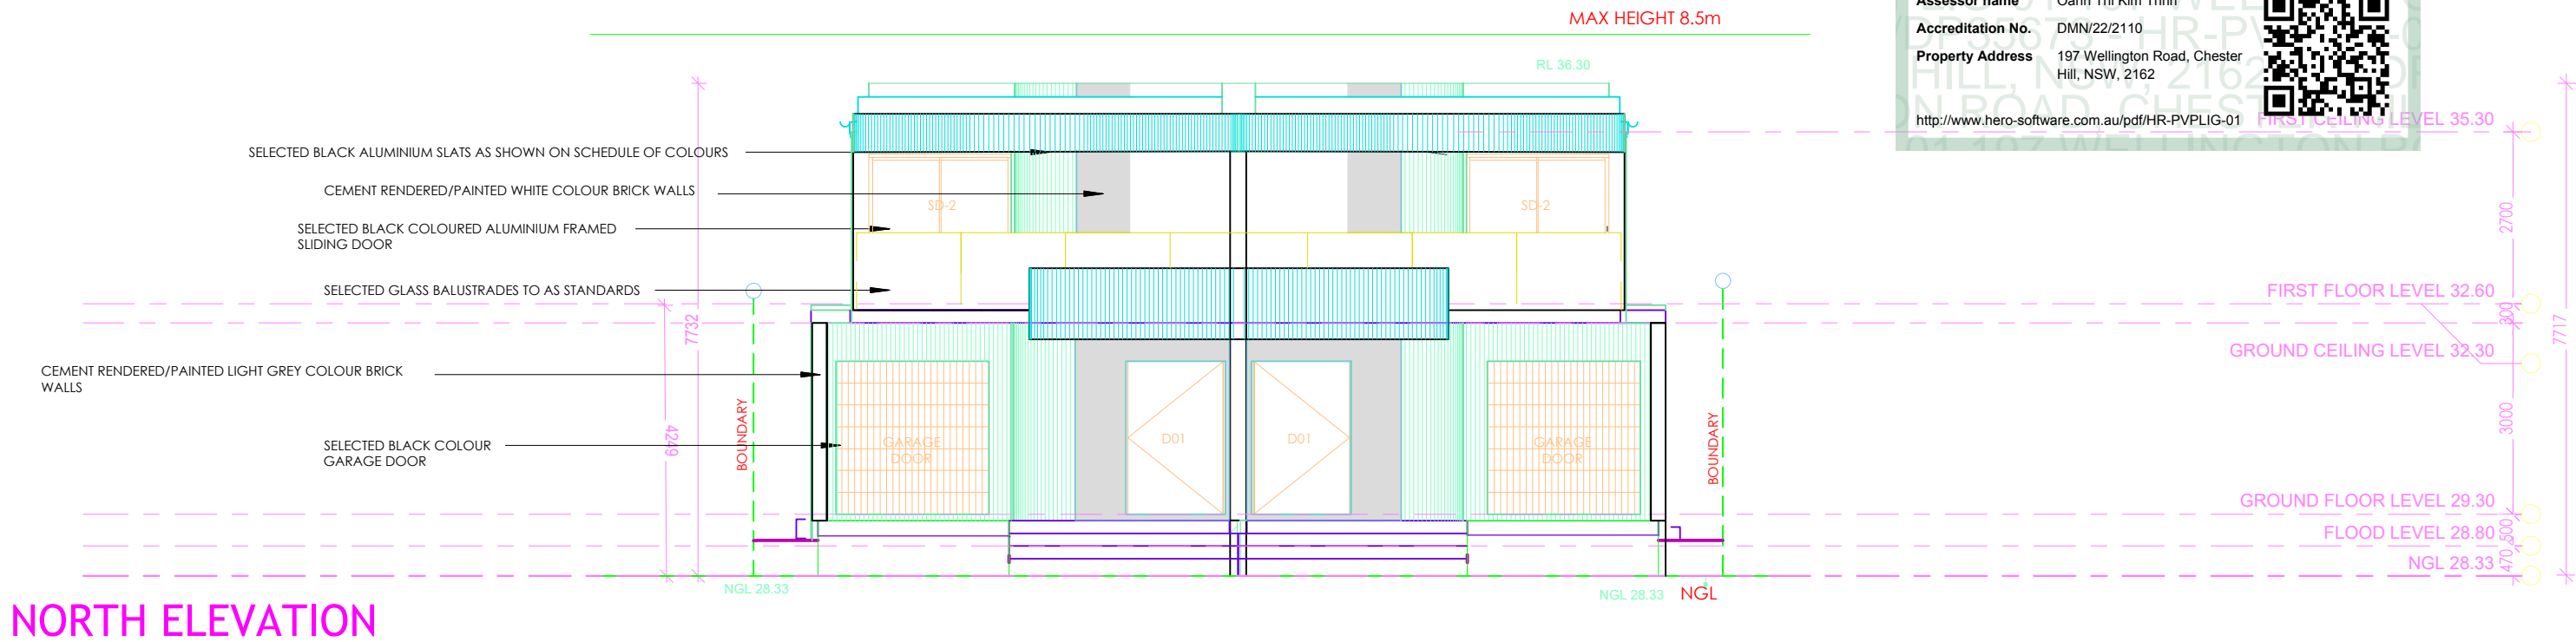 MAX HEIGHT 8.5m
Accreditation No. DMN/22/2110
Property Address 197 Wellington Road, Chester
Hill, NSW, 2162
http://www.hero-software.com.au/pdf/HR-PVPLIG-01
RL 36.30
FIRST CEILING LEVEL 35.30
SELECTED BLACK ALUMINIUM SLATS AS SHOWN ON SCHEDULE OF COLOURS
CEMENT RENDERED/PAINTED WHITE COLOUR BRICK WALLS
SD-2
SD-2
SELECTED BLACK COLOURED ALUMINIUM FRAMED
SLIDING DOOR
2700
SELECTED GLASS BALUSTRADES TO AS STANDARDS
FIRST FLOOR LEVEL 32.60
300
7732
7717
GROUND CEILING LEVEL 32.30
CEMENT RENDERED/PAINTED LIGHT GREY COLOUR BRICK
WALLS
4249
BOUNDARY
BOUNDARY
3000
SELECTED BLACK COLOUR
GARAGE DOOR
GARAGE
DOOR
D01
D01
GARAGE
DOOR
GROUND FLOOR LEVEL 29.30
500
FLOOD LEVEL 28.80
470
NGL 28.33
NGL 28.33
NGL 28.33
NGL
NORTH ELEVATION